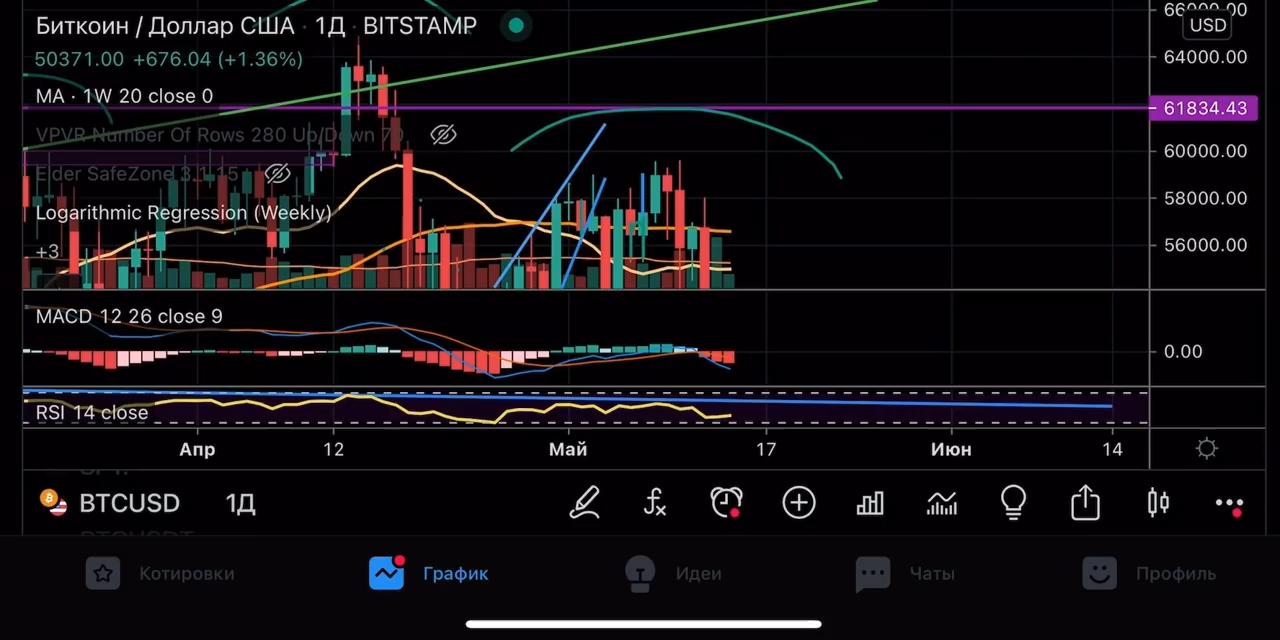 Биткоин / Доллар США · 1Д · BITSTAMP
50371.00 +676.04 (+1.36%)
MA · 1W 20 close 0
VPVR Number Of Rows 280 Up/Down 70
Elder SafeZone 3.1 15
Logarithmic Regression (Weekly)
+3
66000.00
USD
64000.00
61834.43
60000.00
58000.00
56000.00
MACD 12 26 close 9
0.00
RSI 14 close
Апр 12 Май 17 Июн 14
BTCUSD 1Д
Котировки График Идеи Чаты Профиль